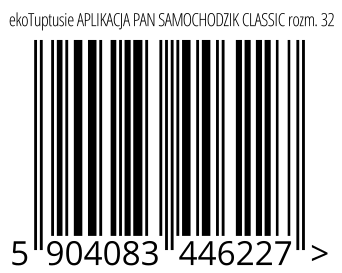 ekoTuptusie APLIKACJA PAN SAMOCHODZIK CLASSIC rozm. 32
5 904083 446227 >